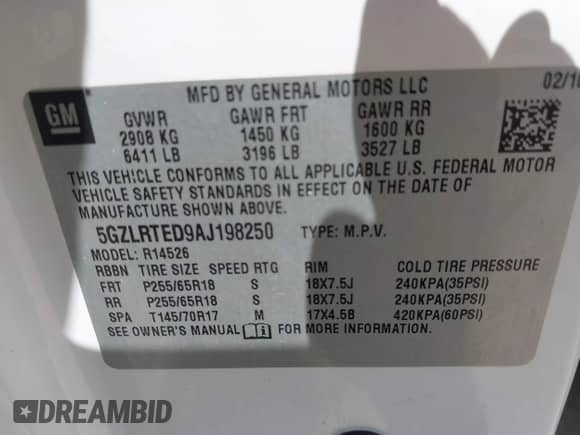 GM
MFD BY GENERAL MOTORS LLC
02/10
GVWR GAWR FRT GAWR RR
2908 KG 1450 KG 1600 KG
6411 LB 3196 LB 3527 LB
THIS VEHICLE CONFORMS TO ALL APPLICABLE U.S. FEDERAL MOTOR
VEHICLE SAFETY STANDARDS IN EFFECT ON THE DATE OF
MANUFACTURE SHOWN ABOVE.
5GZLRTED9AJ198250 TYPE: M.P.V.
MODEL: R14526
RBBN TIRE SIZE SPEED RTG RIM COLD TIRE PRESSURE
FRT P255/65R18 S 18X7.5J 240KPA(35PSI)
RR P255/65R18 S 18X7.5J 240KPA(35PSI)
SPA T145/70R17 M 17X4.5B 420KPA(60PSI)
SEE OWNER'S MANUAL FOR MORE INFORMATION.
DREAMBID